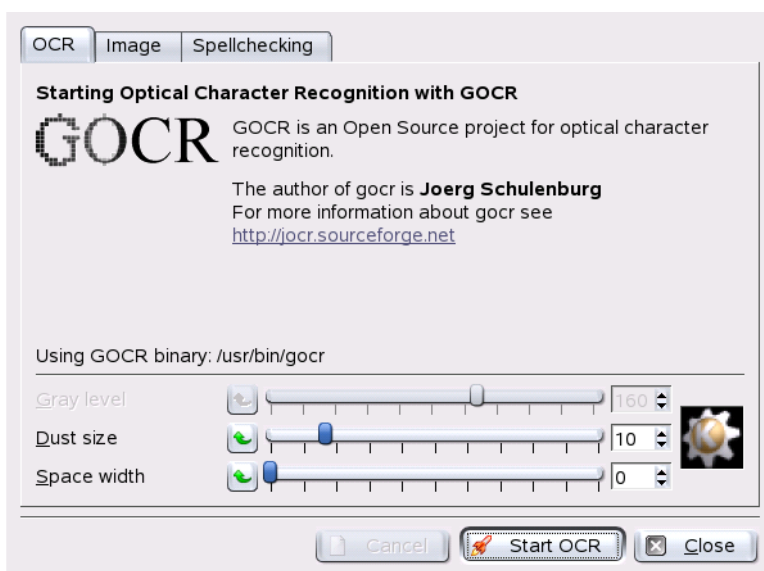 OCR Image Spellchecking
Starting Optical Character Recognition with GOCR
GOCR
GOCR is an Open Source project for optical character
recognition.
The author of gocr is Joerg Schulenburg
For more information about gocr see
http://jocr.sourceforge.net
Using GOCR binary: /usr/bin/gocr
Gray level 160
Dust size 10
Space width 0
K
Cancel Start OCR Close